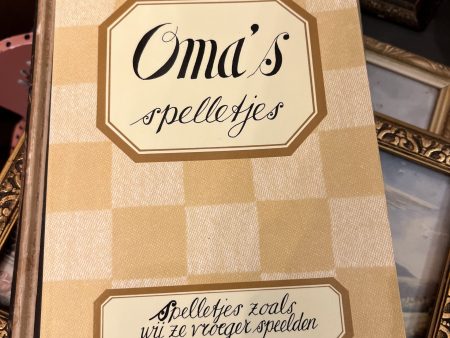 Oma's
spelletjes
Spelletjes zoals
wij ze vroeger speelden